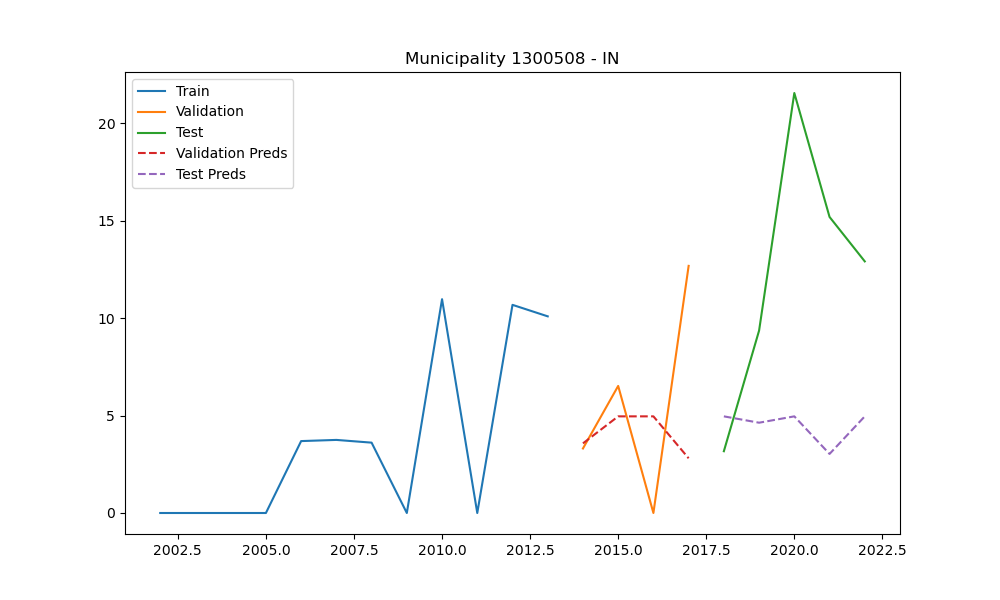 Municipality 1300508 - IN
Train
Validation
Test
Validation Preds
Test Preds
20
15
10
5
0
2002.5 2005.0 2007.5 2010.0 2012.5 2015.0 2017.5 2020.0 2022.5